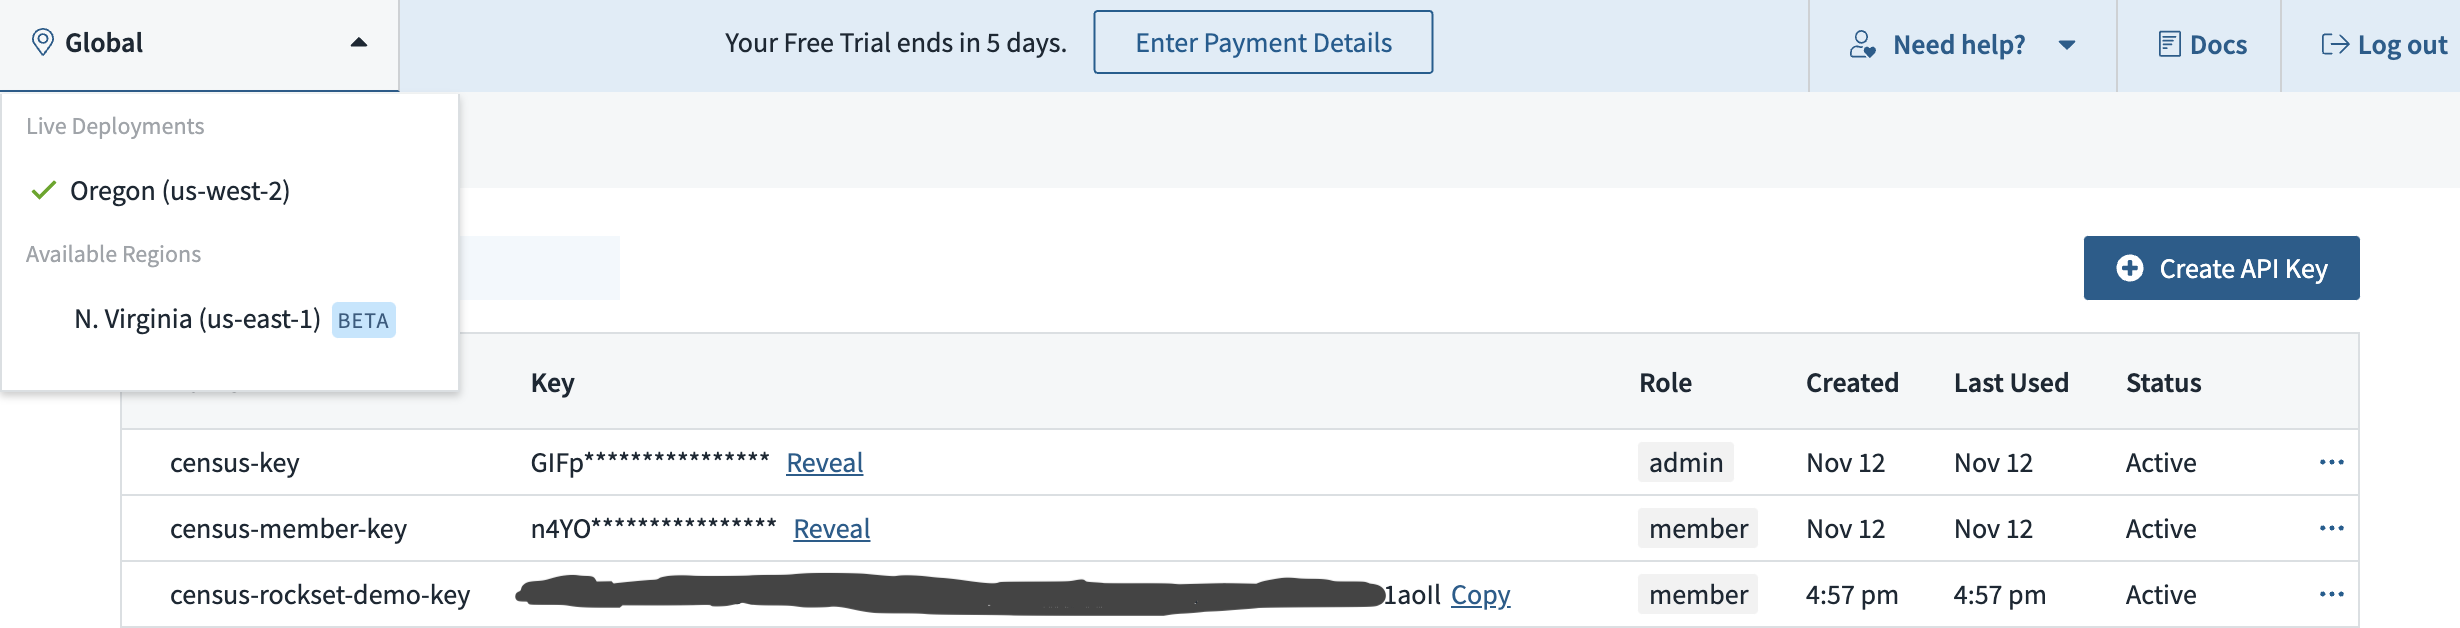 Global
Your Free Trial ends in 5 days. Enter Payment Details
Need help? Docs Log out
Live Deployments
Oregon (us-west-2)
Available Regions
N. Virginia (us-east-1) BETA
Create API Key
Key Role Created Last Used Status
census-key GIFp**************** Reveal admin Nov 12 Nov 12 Active ...
census-member-key n4YO**************** Reveal member Nov 12 Nov 12 Active ...
census-rockset-demo-key 1aoIl Copy member 4:57 pm 4:57 pm Active ...